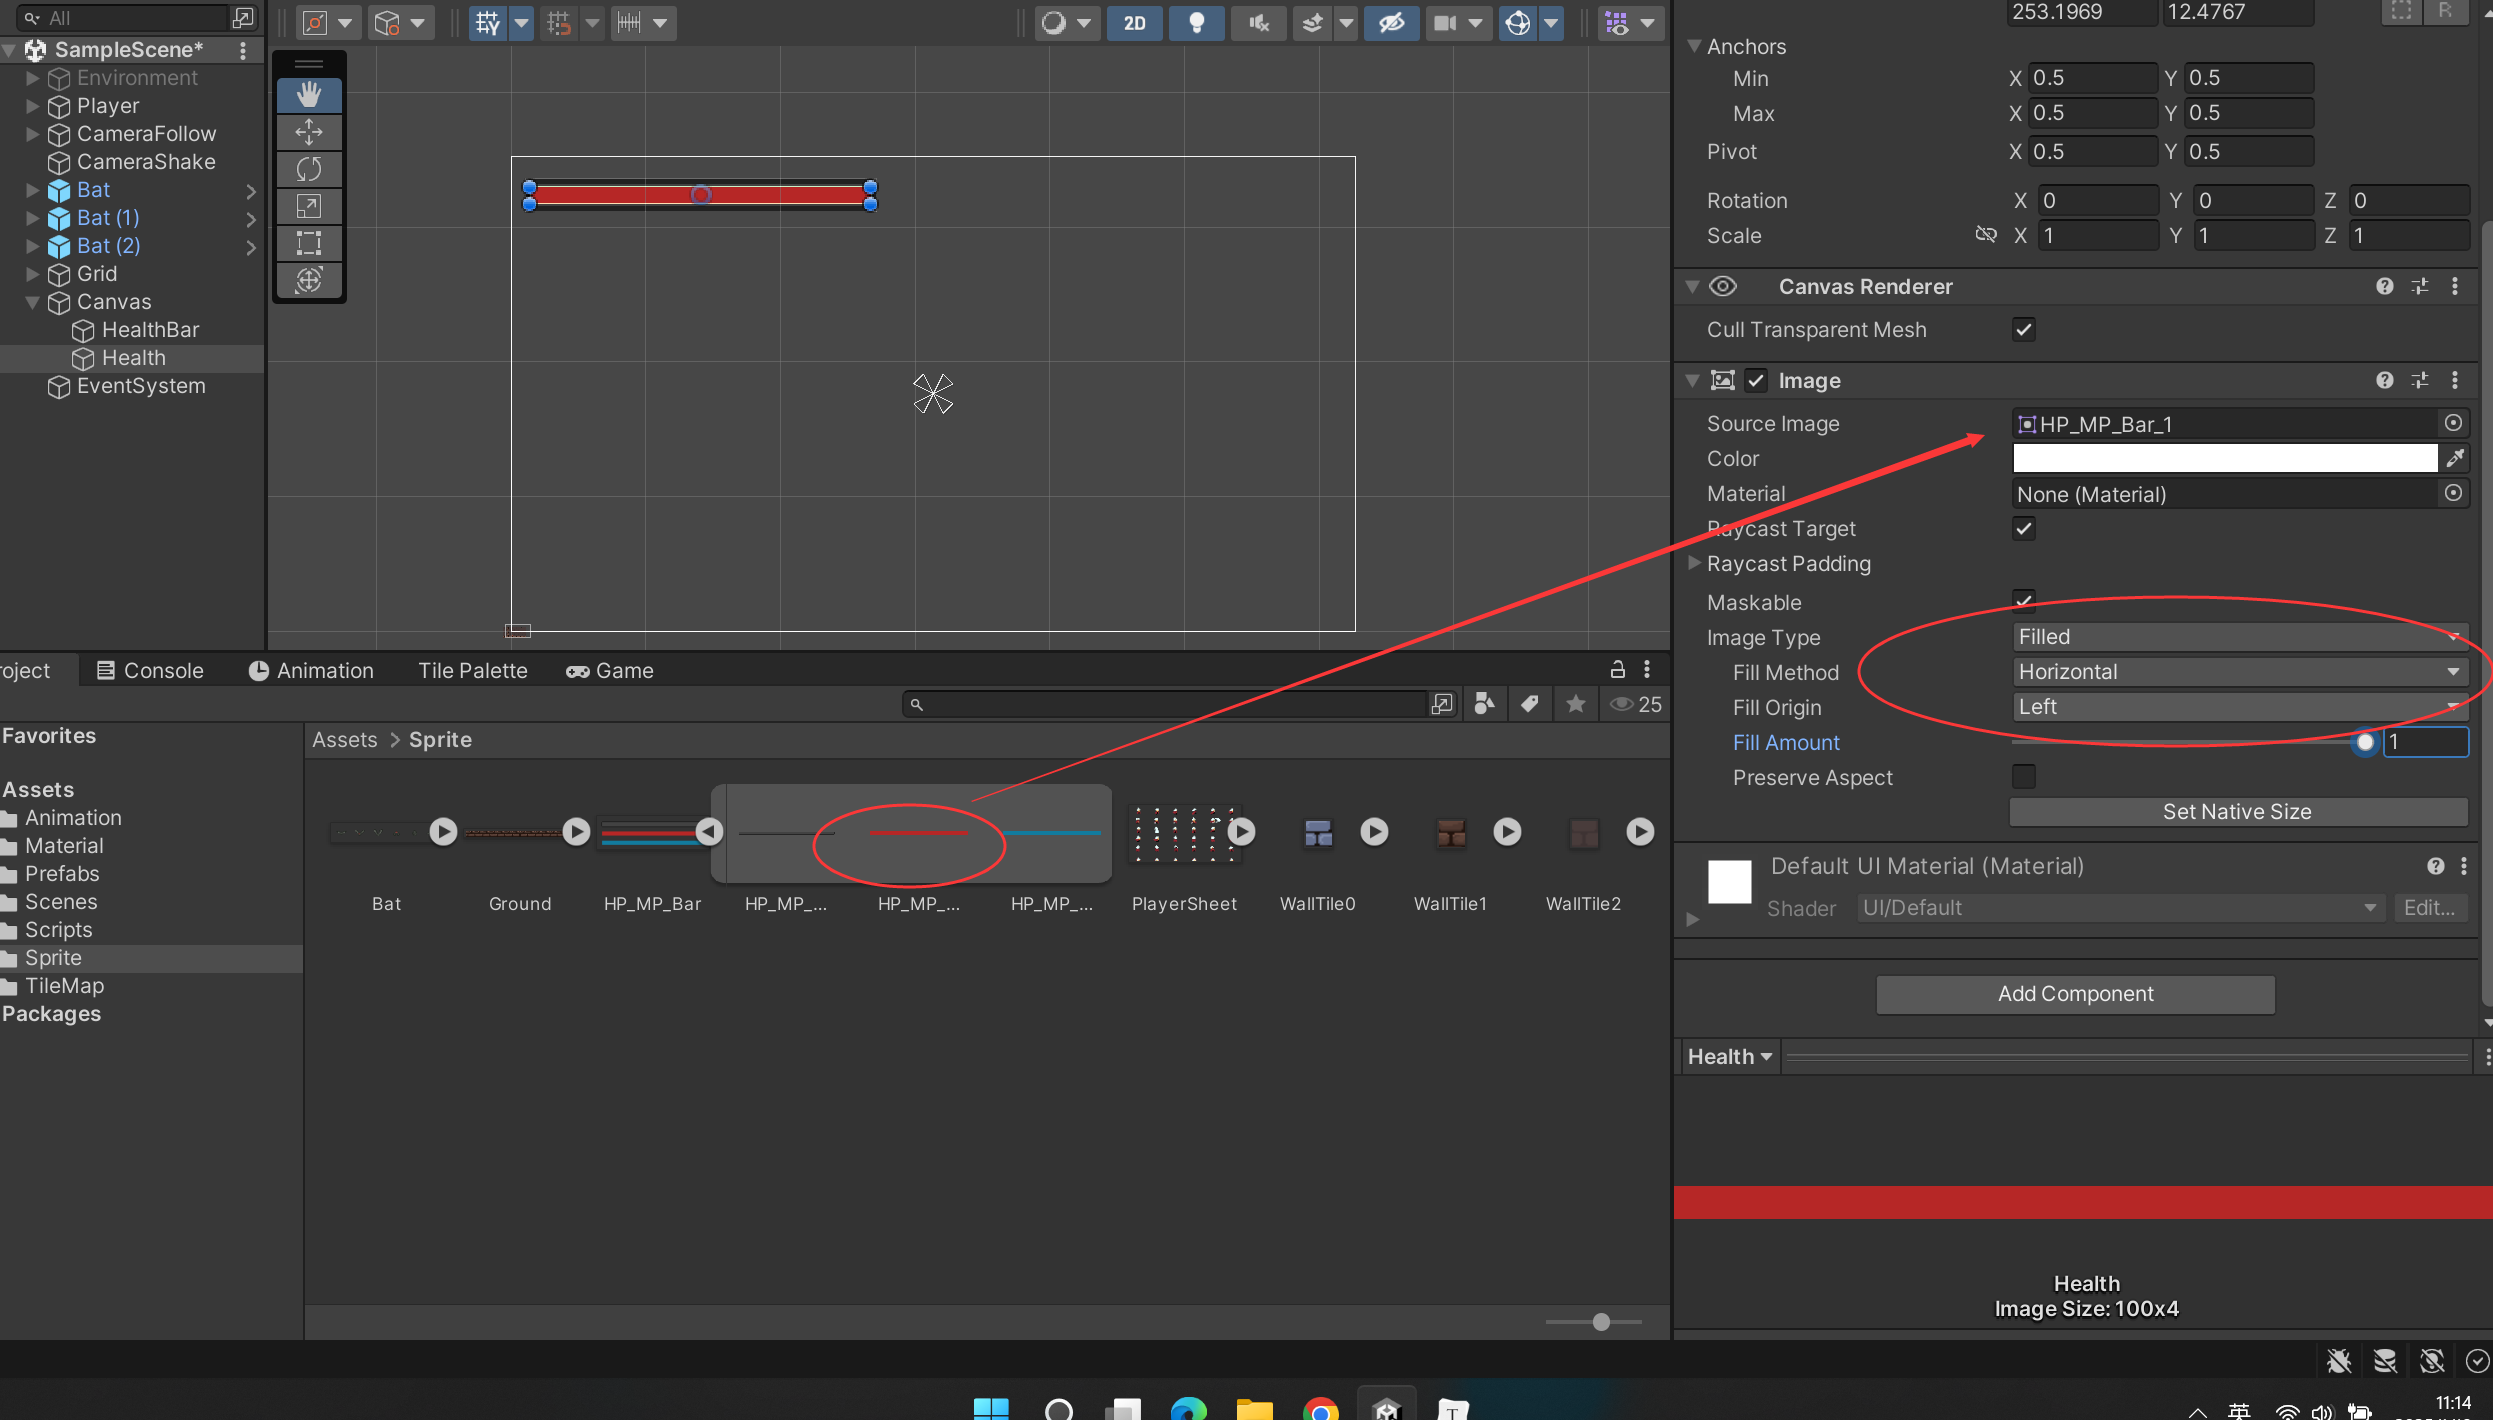 All
SampleScene*
Environment
Player
CameraFollow
CameraShake
Bat
Bat (1)
Bat (2)
Grid
Canvas
HealthBar
Health
EventSystem
2D
253.1969 12.4767
R
Anchors
Min X 0.5 Y 0.5
Max X 0.5 Y 0.5
Pivot X 0.5 Y 0.5
Rotation X 0 Y 0 Z 0
Scale X 1 Y 1 Z 1
Canvas Renderer
Cull Transparent Mesh
Image
Source Image HP_MP_Bar_1
Color
Material None (Material)
Raycast Target
Raycast Padding
Maskable
Image Type Filled
Fill Method Horizontal
Fill Origin Left
Fill Amount 1
Preserve Aspect
Set Native Size
Default UI Material (Material)
Shader UI/Default Edit...
Add Component
Health
Health
Image Size: 100x4
roject Console Animation Tile Palette Game
25
Favorites
Assets
Animation
Material
Prefabs
Scenes
Scripts
Sprite
TileMap
Packages
Assets > Sprite
Bat Ground HP_MP_Bar HP_MP_... HP_MP_... HP_MP_... PlayerSheet WallTile0 WallTile1 WallTile2
T
英
11:14